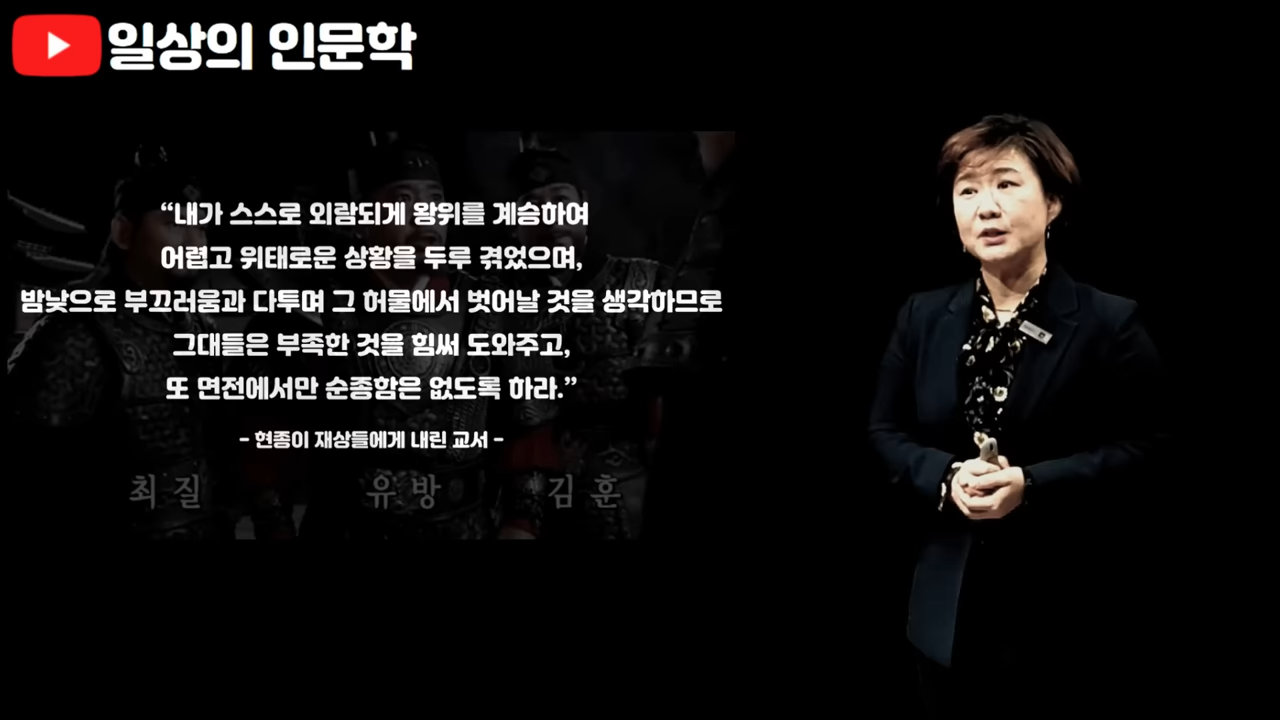 일상의 인문학
“내가 스스로 외람되게 왕위를 계승하여
어렵고 위태로운 상황을 두루 겪었으며,
밤낮으로 부끄러움과 다투며 그 허물에서 벗어날 것을 생각하므로
그대들은 부족한 것을 힘써 도와주고,
또 면전에서만 순종함은 없도록 하라.”
- 현종이 재상들에게 내린 교서 -
최질 유방 김훈